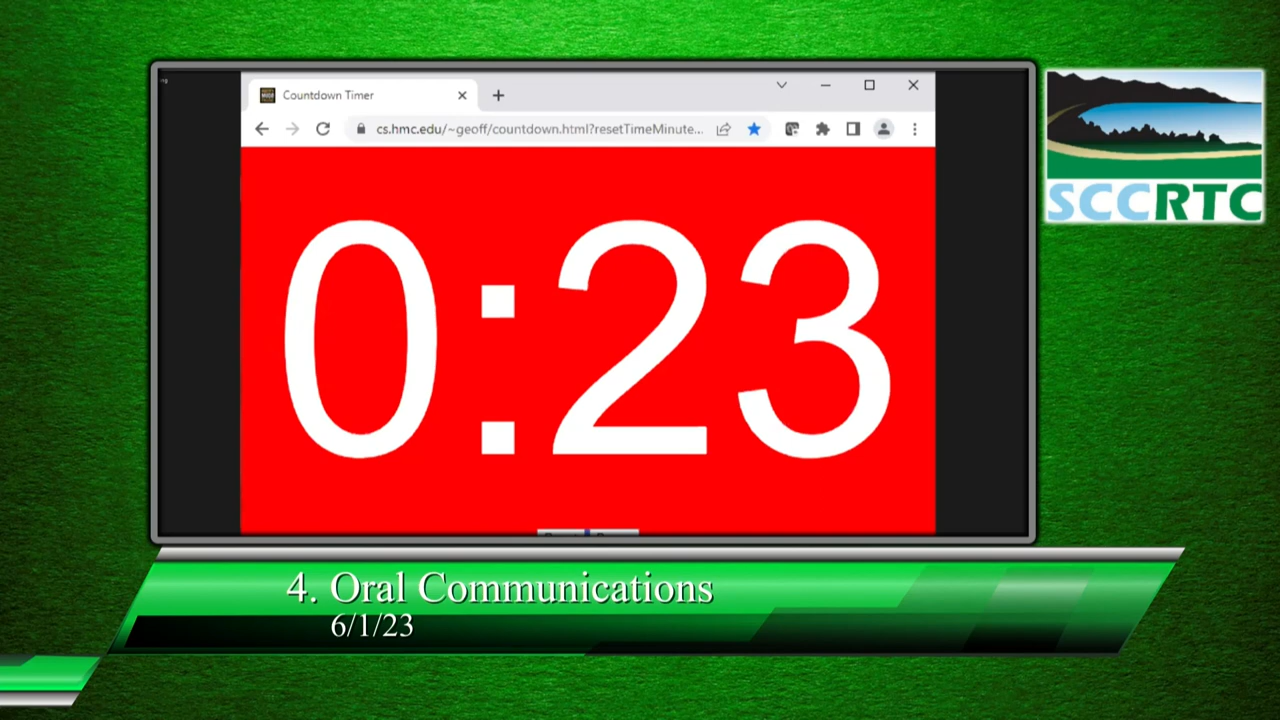 Countdown Timer
cs.hmc.edu/~geoff/countdown.html?resetTimeMinute...
0:23
SCCRTC
4. Oral Communications
6/1/23